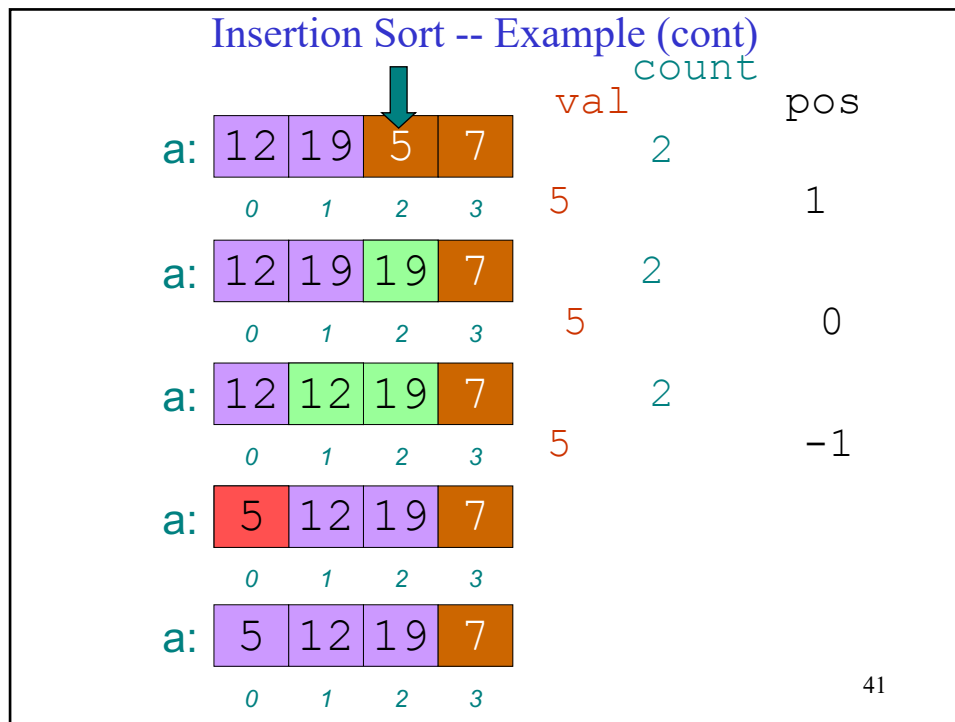 Insertion Sort -- Example (cont)
count
val pos
a: 12 19 5 7 2
0 1 2 3 5 1
a: 12 19 19 7 2
0 1 2 3 5 0
a: 12 12 19 7 2
0 1 2 3 5 -1
a: 5 12 19 7
0 1 2 3
a: 5 12 19 7
0 1 2 3
41